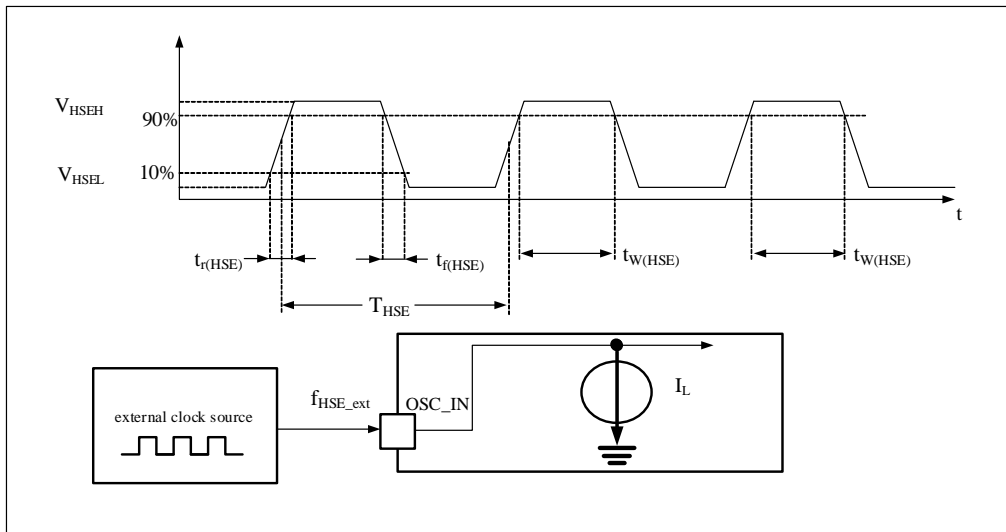 V_HSEH
90%
10%
V_HSEL
t
t_r(HSE)
t_f(HSE)
t_W(HSE)
t_W(HSE)
T_HSE
external clock source
f_HSE_ext
OSC_IN
I_L